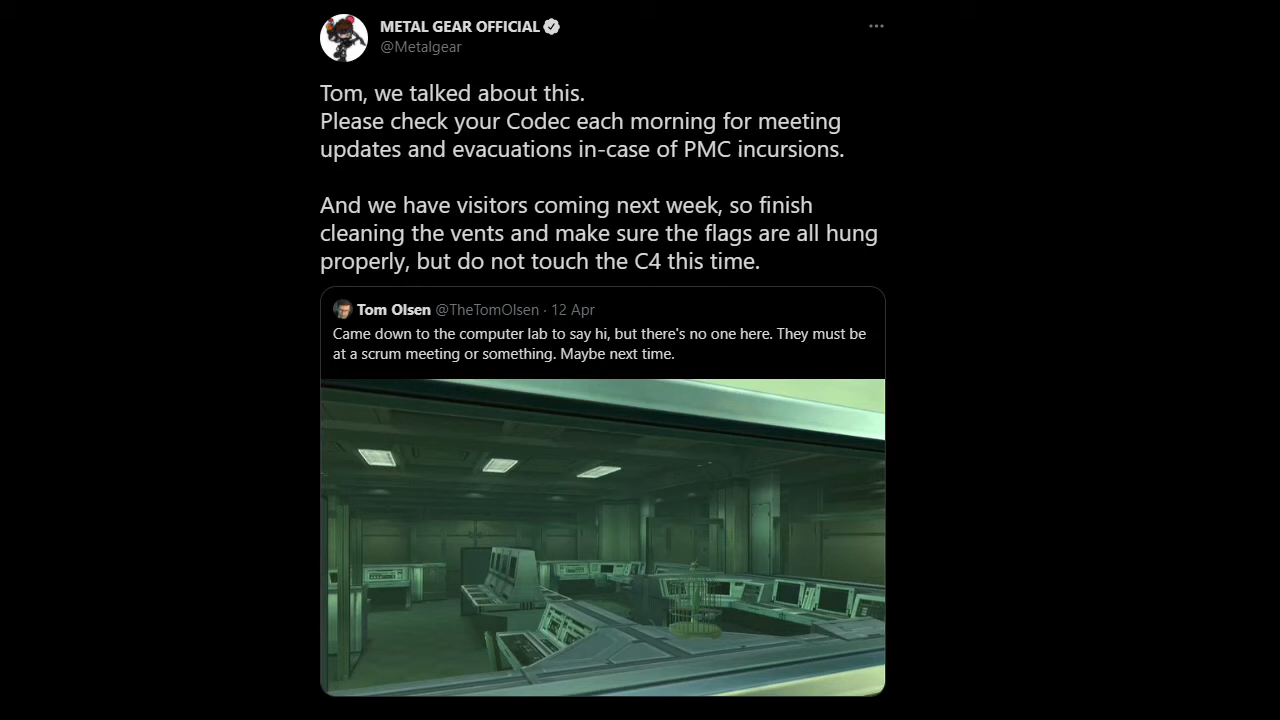 METAL GEAR OFFICIAL
@Metalgear
Tom, we talked about this.
Please check your Codec each morning for meeting
updates and evacuations in-case of PMC incursions.
And we have visitors coming next week, so finish
cleaning the vents and make sure the flags are all hung
properly, but do not touch the C4 this time.
Tom Olsen @TheTomOlsen · 12 Apr
Came down to the computer lab to say hi, but there's no one here. They must be
at a scrum meeting or something. Maybe next time.